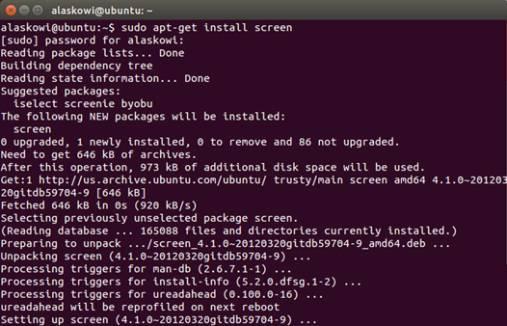 alaskowi@ubuntu: ~
alaskowi@ubuntu:~$ sudo apt-get install screen
[sudo] password for alaskowi:
Reading package lists... Done
Building dependency tree
Reading state information... Done
Suggested packages:
  iselect screenie byobu
The following NEW packages will be installed:
  screen
0 upgraded, 1 newly installed, 0 to remove and 86 not upgraded.
Need to get 646 kB of archives.
After this operation, 973 kB of additional disk space will be used.
Get:1 http://us.archive.ubuntu.com/ubuntu/ trusty/main screen amd64 4.1.0~20120320gitdb59704-9 [646 kB]
Fetched 646 kB in 0s (920 kB/s)
Selecting previously unselected package screen.
(Reading database ... 165088 files and directories currently installed.)
Preparing to unpack .../screen_4.1.0~20120320gitdb59704-9_amd64.deb ...
Unpacking screen (4.1.0~20120320gitdb59704-9) ...
Processing triggers for man-db (2.6.7.1-1) ...
Processing triggers for install-info (5.2.0.dfsg.1-2) ...
Processing triggers for ureadahead (0.100.0-16) ...
ureadahead will be reprofiled on next reboot
Setting up screen (4.1.0~20120320gitdb59704-9) ...